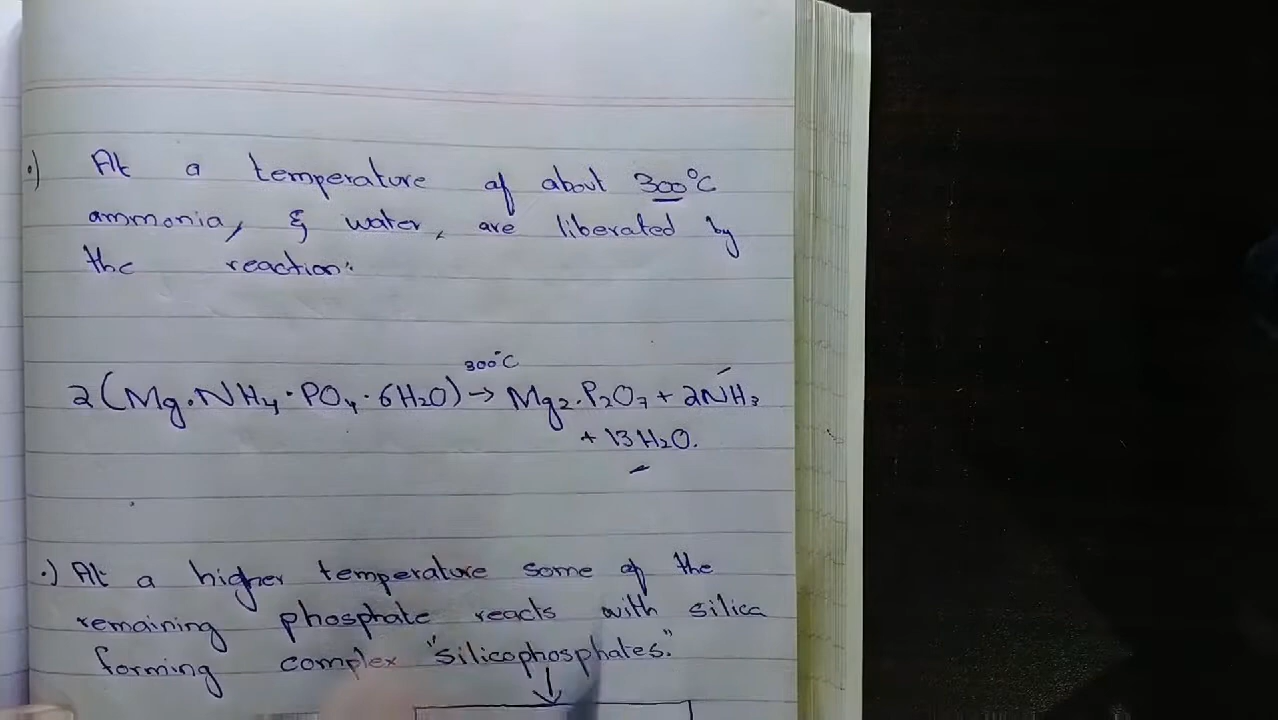 •) At a temperature of about 300°C
ammonia, & water, are liberated by
the reaction:
300°C
2(Mg.NH₄·PO₄·6H₂O) → Mg₂.P₂O₇ + 2NH₃
+ 13H₂O.
•) At a higher temperature some of the
remaining phosphate reacts with silica
forming complex "silicophosphates."